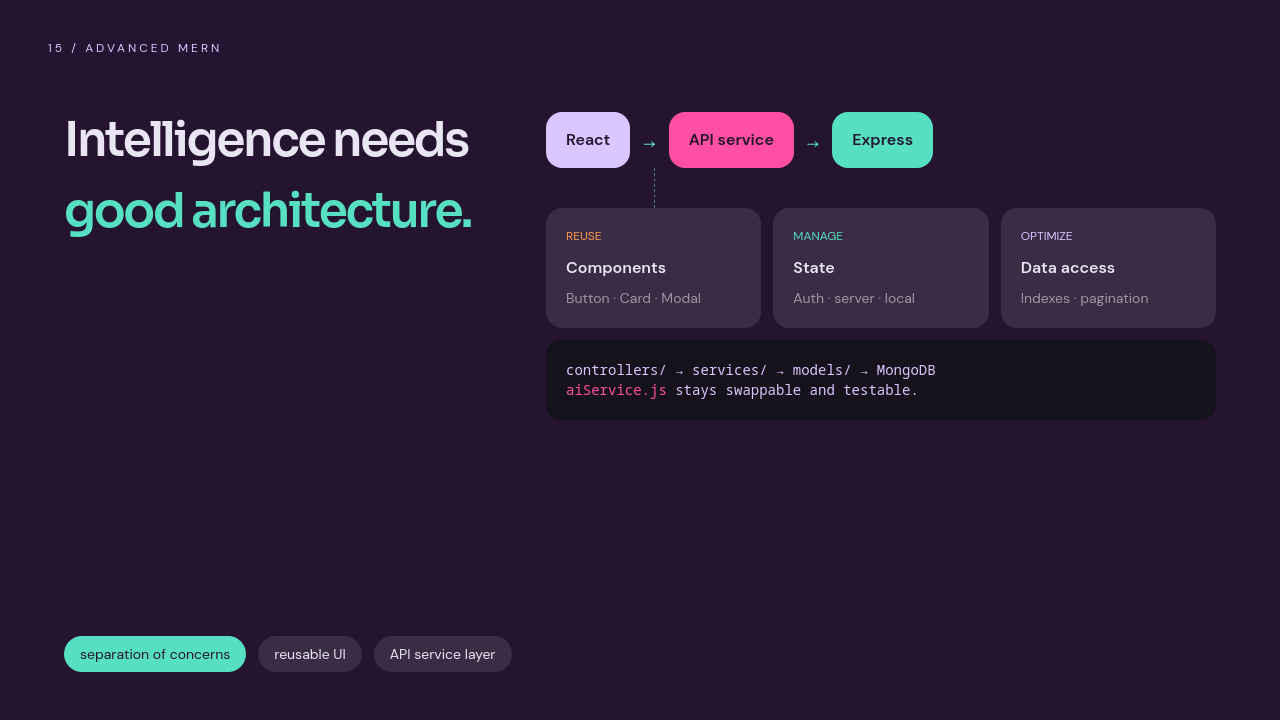 15 / ADVANCED MERN
Intelligence needs
good architecture.
React → API service → Express
REUSE
Components
Button · Card · Modal
MANAGE
State
Auth · server · local
OPTIMIZE
Data access
Indexes · pagination
controllers/ → services/ → models/ → MongoDB
aiService.js stays swappable and testable.
separation of concerns
reusable UI
API service layer